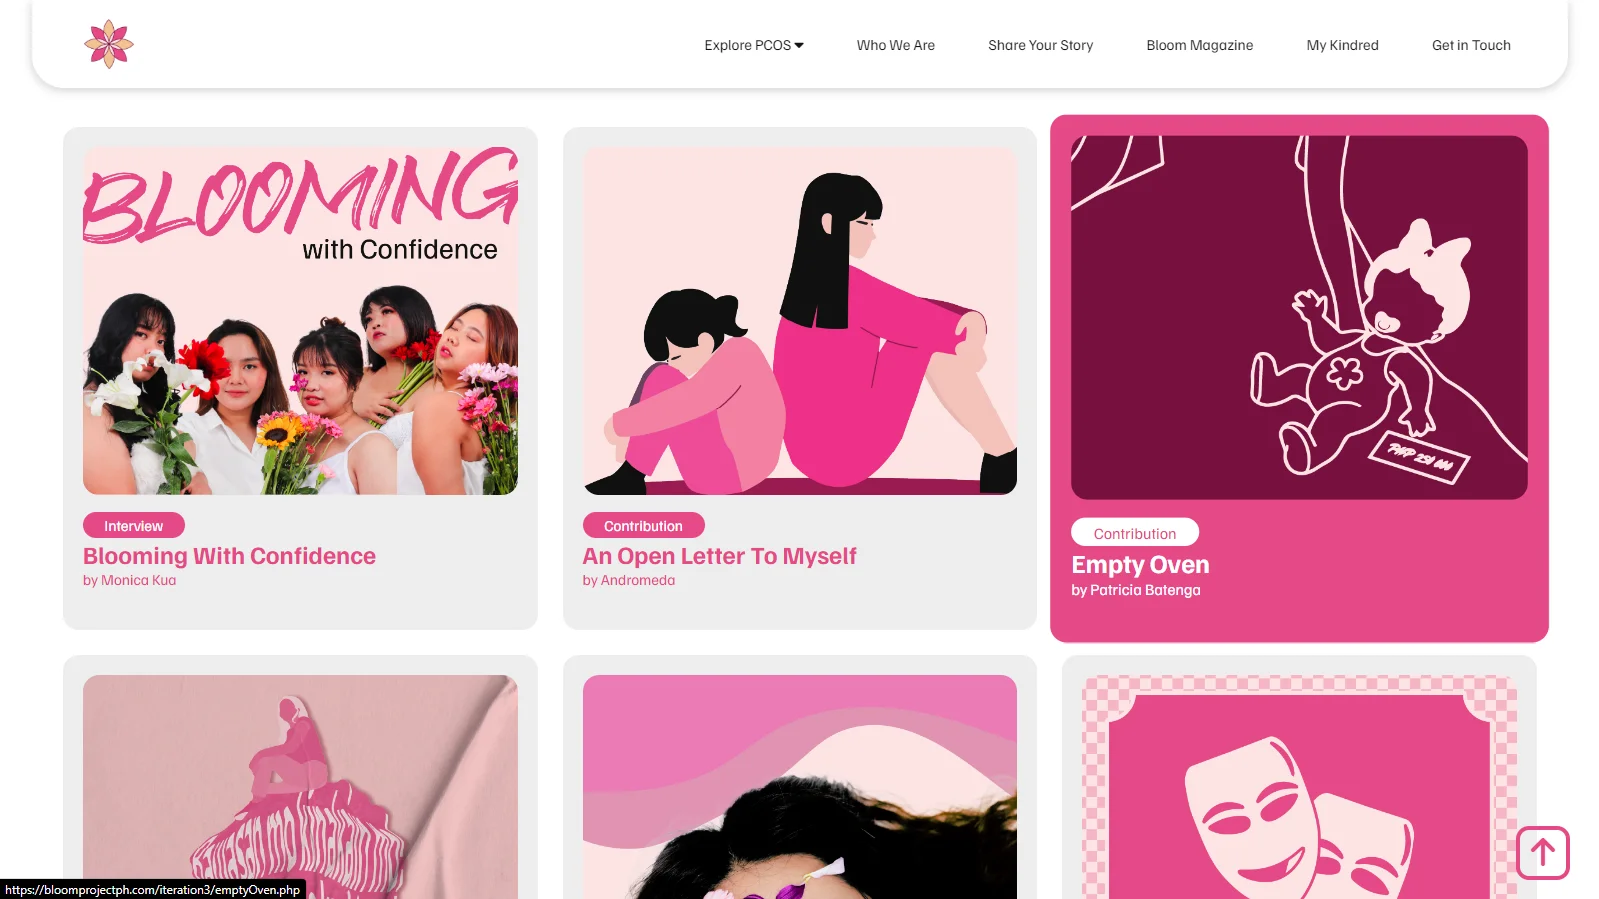 Explore PCOS
Who We Are
Share Your Story
Bloom Magazine
My Kindred
Get in Touch
BLOOMING
with Confidence
PHP 250 000
Interview
Blooming With Confidence
by Monica Kua
Contribution
An Open Letter To Myself
by Andromeda
Contribution
Empty Oven
by Patricia Batenga
https://bloomprojectph.com/iteration3/emptyOven.php